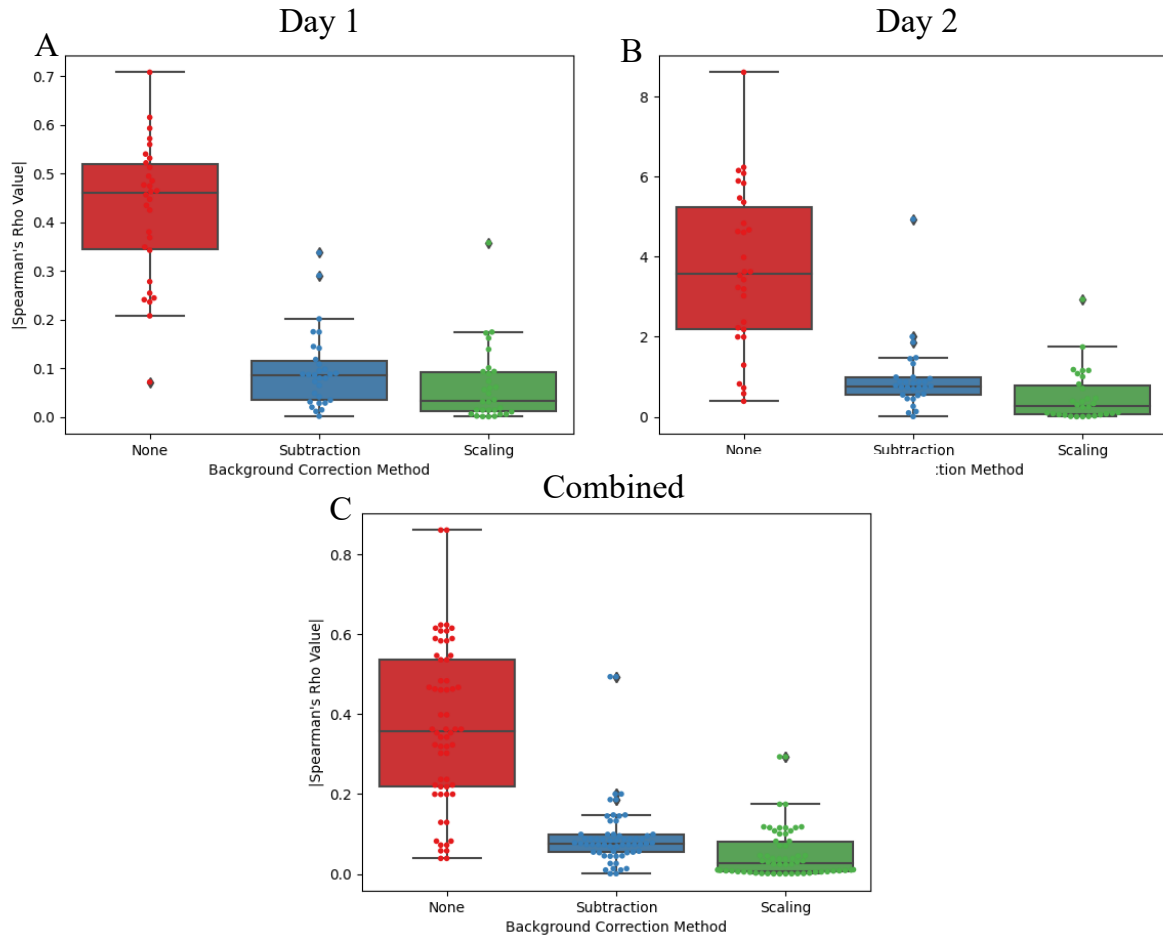 Day 1
A
0.7
0.6
0.5
0.4
0.3
0.2
0.1
0.0
|Spearman's Rho Value|
None Subtraction Scaling
Background Correction Method
Day 2
B
8
6
4
2
0
None Subtraction Scaling
:tion Method
Combined
C
0.8
0.6
0.4
0.2
0.0
|Spearman's Rho Value|
None Subtraction Scaling
Background Correction Method